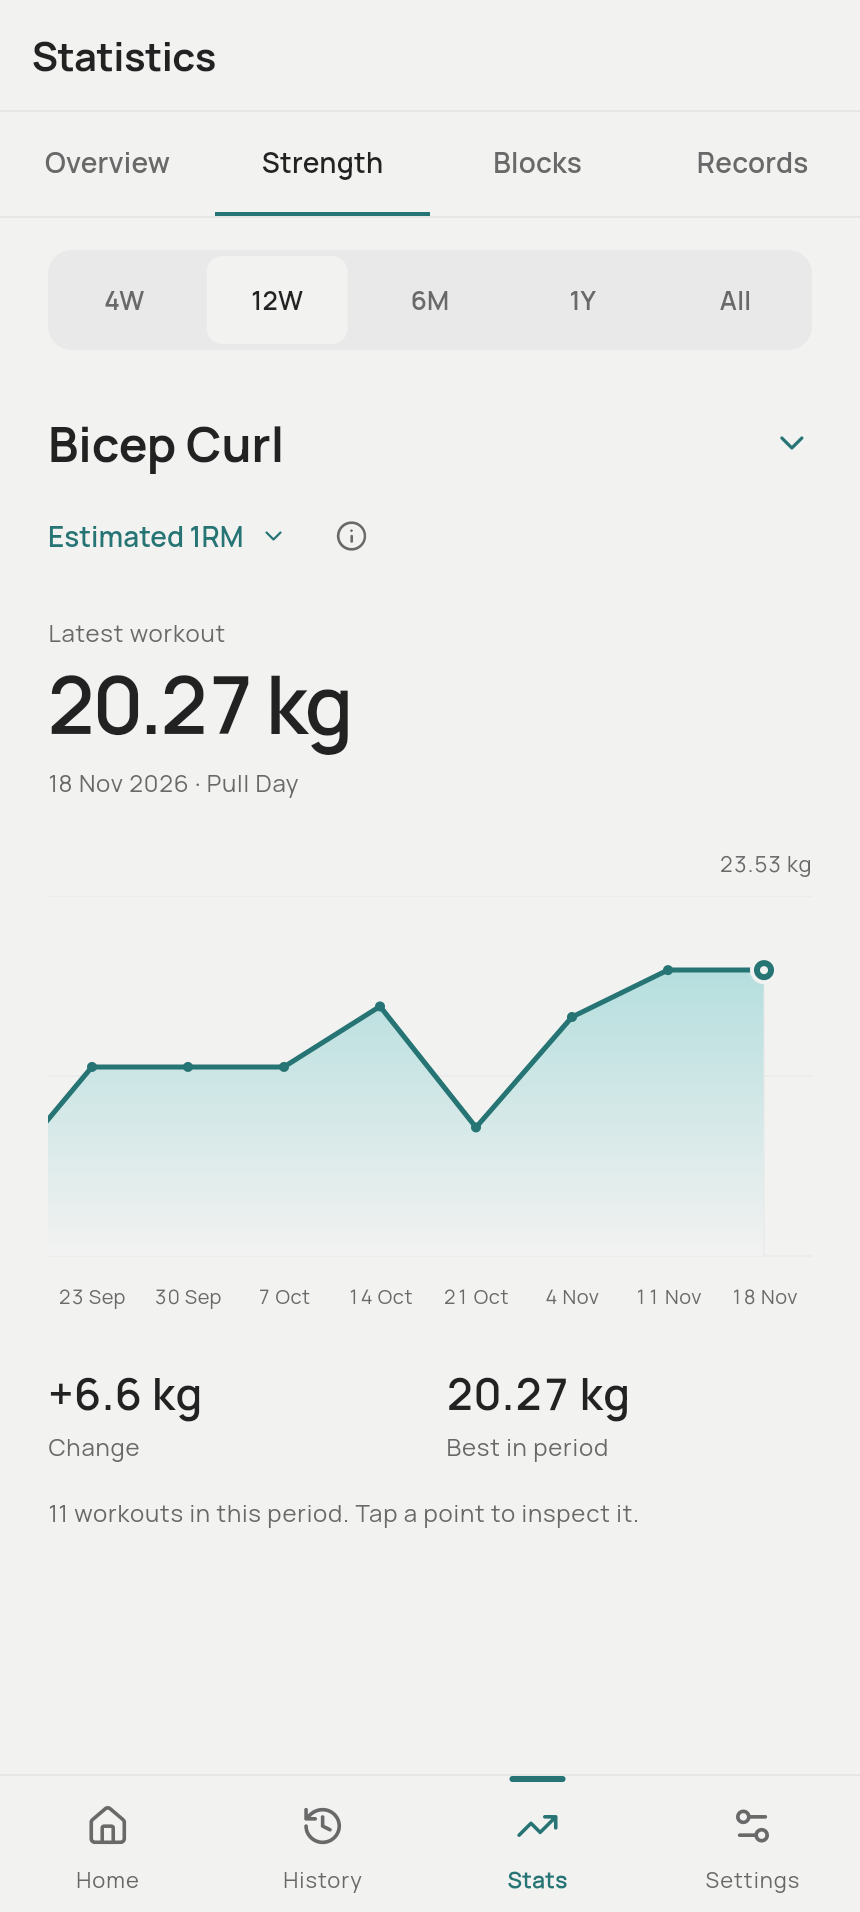 Statistics
Overview Strength Blocks Records
4W 12W 6M 1Y All
Bicep Curl
Estimated 1RM
Latest workout
20.27 kg
18 Nov 2026 · Pull Day
23.53 kg
23 Sep 30 Sep 7 Oct 14 Oct 21 Oct 4 Nov 11 Nov 18 Nov
+6.6 kg 20.27 kg
Change Best in period
11 workouts in this period. Tap a point to inspect it.
Home History Stats Settings